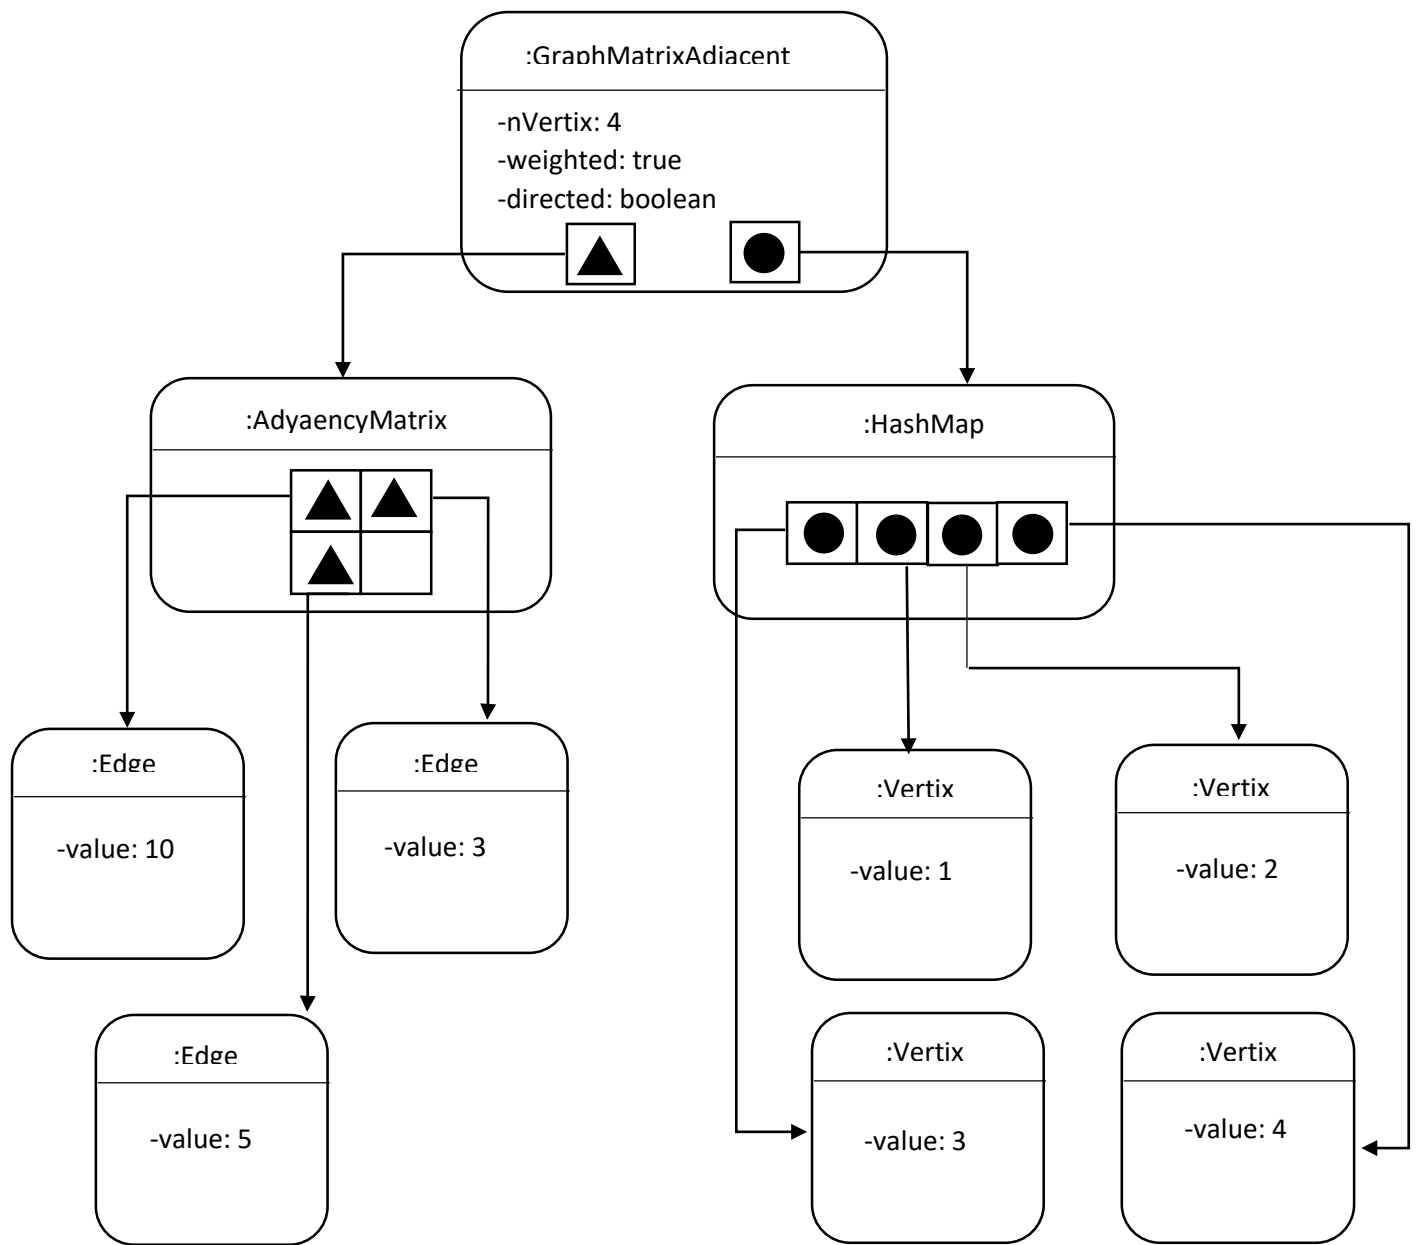 :GraphMatrixAdjacent
-nVertix: 4
-weighted: true
-directed: boolean
:AdyaencyMatrix
:HashMap
:Edge
-value: 10
:Edge
-value: 3
:Vertix
-value: 1
:Vertix
-value: 2
:Edge
-value: 5
:Vertix
-value: 3
:Vertix
-value: 4